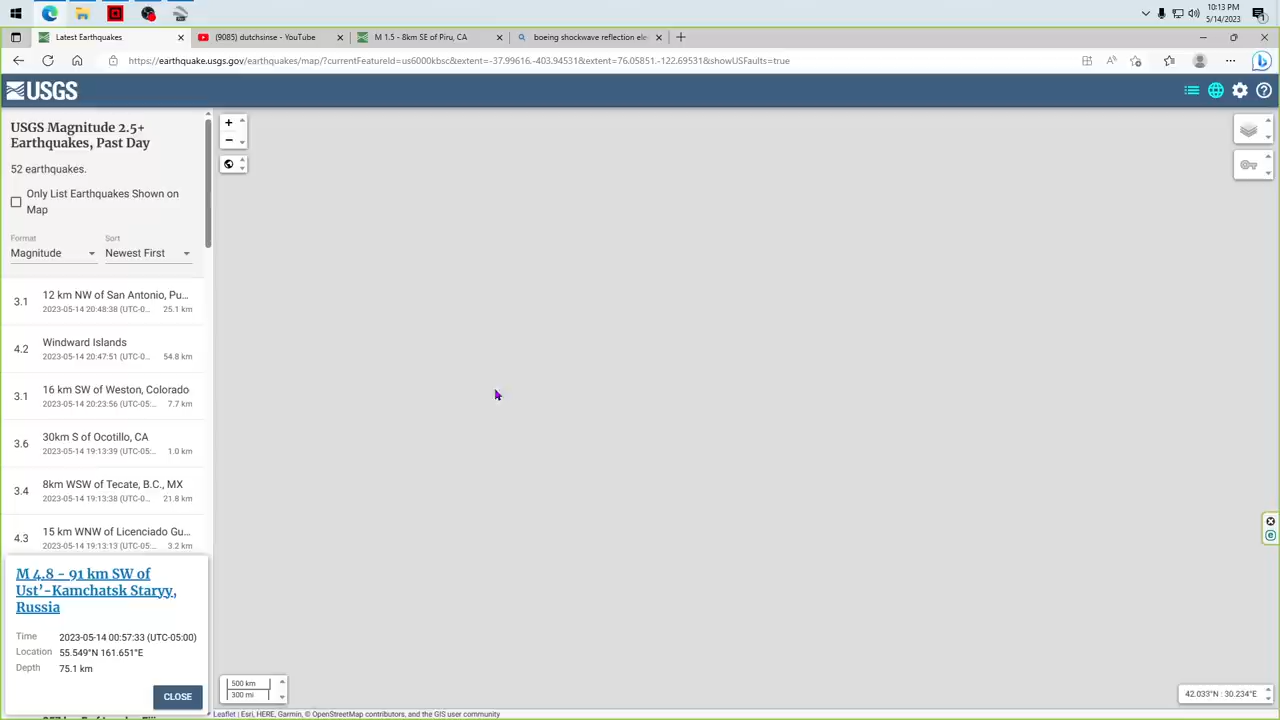 10:13 PM
5/14/2023
Latest Earthquakes
(9085) dutchsinse - YouTube
M 1.5 - 8km SE of Piru, CA
boeing shockwave reflection ele
https://earthquake.usgs.gov/earthquakes/map/?currentFeatureId=us6000kbsc&extent=-37.99616,-403.94531&extent=76.05851,-122.69531&showUSFaults=true
USGS
USGS Magnitude 2.5+
Earthquakes, Past Day
52 earthquakes.
Only List Earthquakes Shown on
Map
Format
Sort
Magnitude
Newest First
3.1
12 km NW of San Antonio, Pu...
2023-05-14 20:48:38 (UTC-0...
25.1 km
4.2
Windward Islands
2023-05-14 20:47:51 (UTC-0...
54.8 km
3.1
16 km SW of Weston, Colorado
2023-05-14 20:23:56 (UTC-05:...
7.7 km
3.6
30km S of Ocotillo, CA
2023-05-14 19:13:39 (UTC-05:...
1.0 km
3.4
8km WSW of Tecate, B.C., MX
2023-05-14 19:13:38 (UTC-0...
21.8 km
4.3
15 km WNW of Licenciado Gu...
2023-05-14 19:13:13 (UTC-05:...
3.2 km
M 4.8 - 91 km SW of
Ust’-Kamchatsk Staryy,
Russia
Time
2023-05-14 00:57:33 (UTC-05:00)
Location
55.549°N 161.651°E
Depth
75.1 km
CLOSE
500 km
300 mi
42.033°N : 30.234°E
Leaflet | Esri, HERE, Garmin, © OpenStreetMap contributors, and the GIS user community